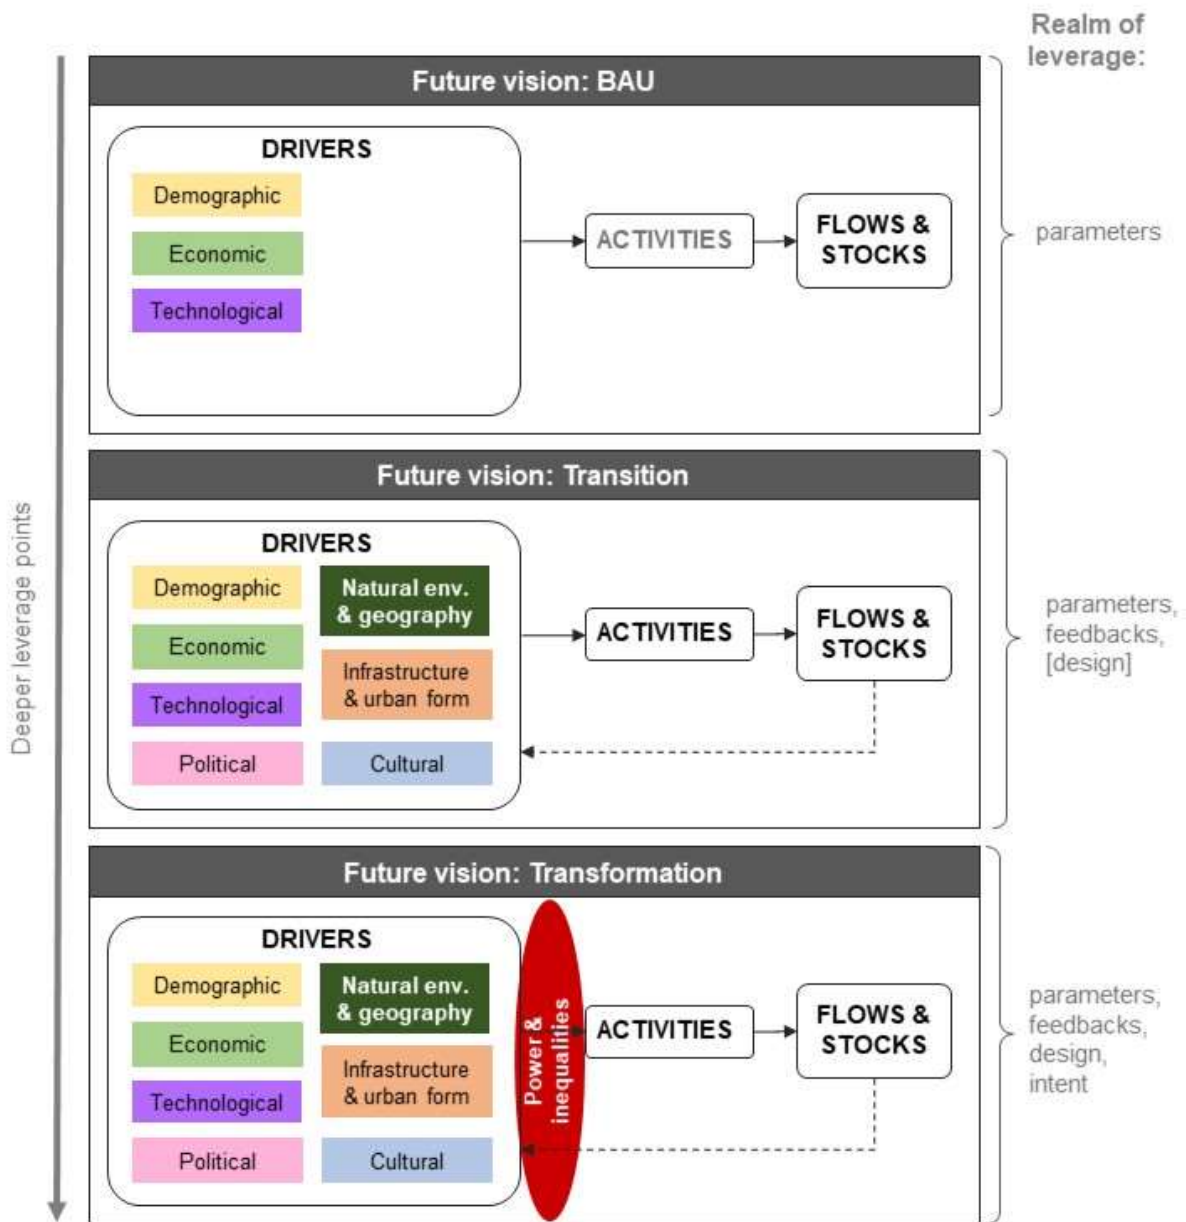 Realm of
leverage:
Future vision: BAU
DRIVERS
Demographic
Economic
Technological
ACTIVITIES
FLOWS &
STOCKS
parameters
Deeper leverage points
Future vision: Transition
DRIVERS
Demographic
Natural env.
& geography
Economic
Infrastructure
& urban form
Technological
Political
Cultural
ACTIVITIES
FLOWS &
STOCKS
parameters,
feedbacks,
[design]
Future vision: Transformation
DRIVERS
Demographic
Natural env.
& geography
Economic
Infrastructure
& urban form
Technological
Political
Cultural
Power &
inequalities
ACTIVITIES
FLOWS &
STOCKS
parameters,
feedbacks,
design,
intent